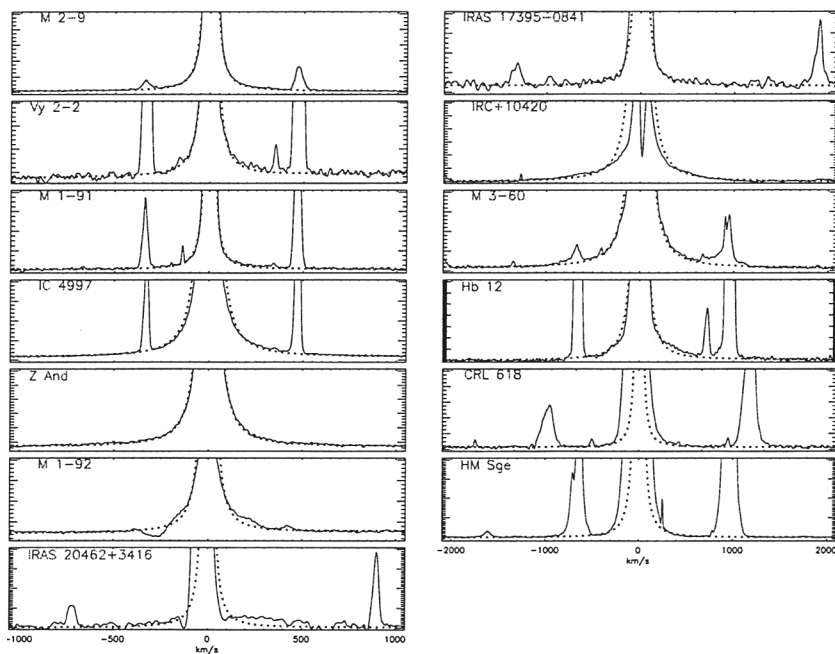 M 2-9
Vy 2-2
M 1-91
IC 4997
Z And
M 1-92
IRAS 20462+3416
-1000 -500 0 500 1000
km/s
IRAS 17395-0841
IRC+10420
M 3-60
Hb 12
CRL 618
HM Sge
-2000 -1000 0 1000 2000
km/s